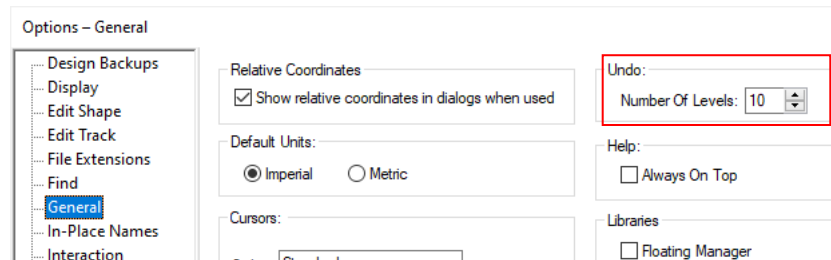 Options – General
Design Backups
Display
Edit Shape
Edit Track
File Extensions
Find
General
In-Place Names
Interaction
Relative Coordinates
Show relative coordinates in dialogs when used
Default Units:
Imperial Metric
Cursors:
Undo:
Number Of Levels: 10
Help:
Always On Top
Libraries
Floating Manager